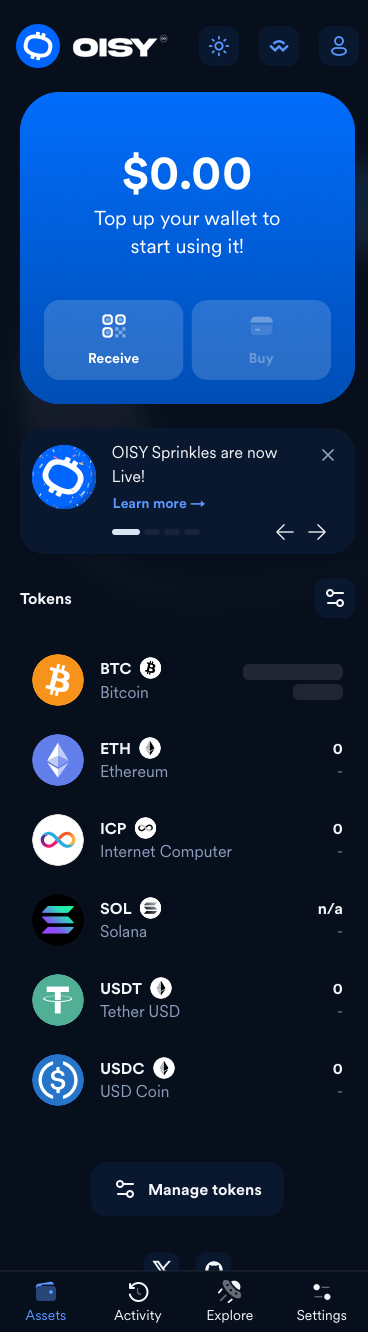 OISY
$0.00
Top up your wallet to
start using it!
Receive
Buy
OISY Sprinkles are now
Live!
Learn more →
Tokens
BTC
Bitcoin
ETH
0
Ethereum
-
ICP
0
Internet Computer
-
SOL
n/a
Solana
-
USDT
0
Tether USD
-
USDC
0
USD Coin
-
Manage tokens
Assets
Activity
Explore
Settings